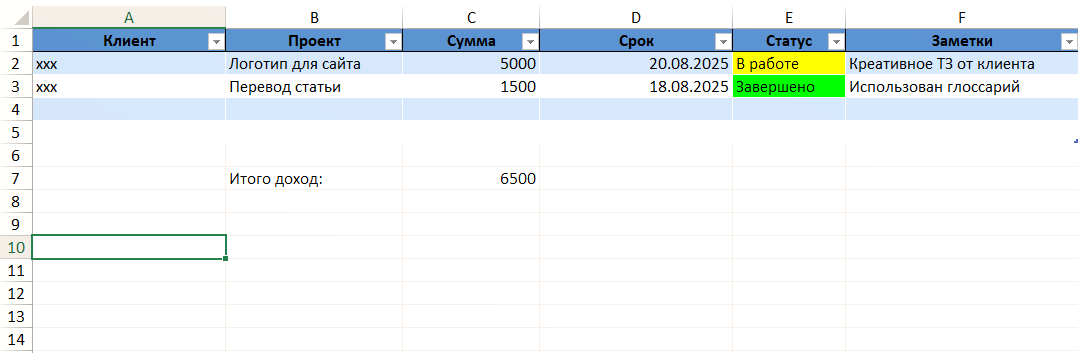 A B C D E F
1 Клиент Проект Сумма Срок Статус Заметки
2 xxx Логотип для сайта 5000 20.08.2025 В работе Креативное ТЗ от клиента
3 xxx Перевод статьи 1500 18.08.2025 Завершено Использован глоссарий
4
5
6
7 Итого доход: 6500
8
9
10
11
12
13
14